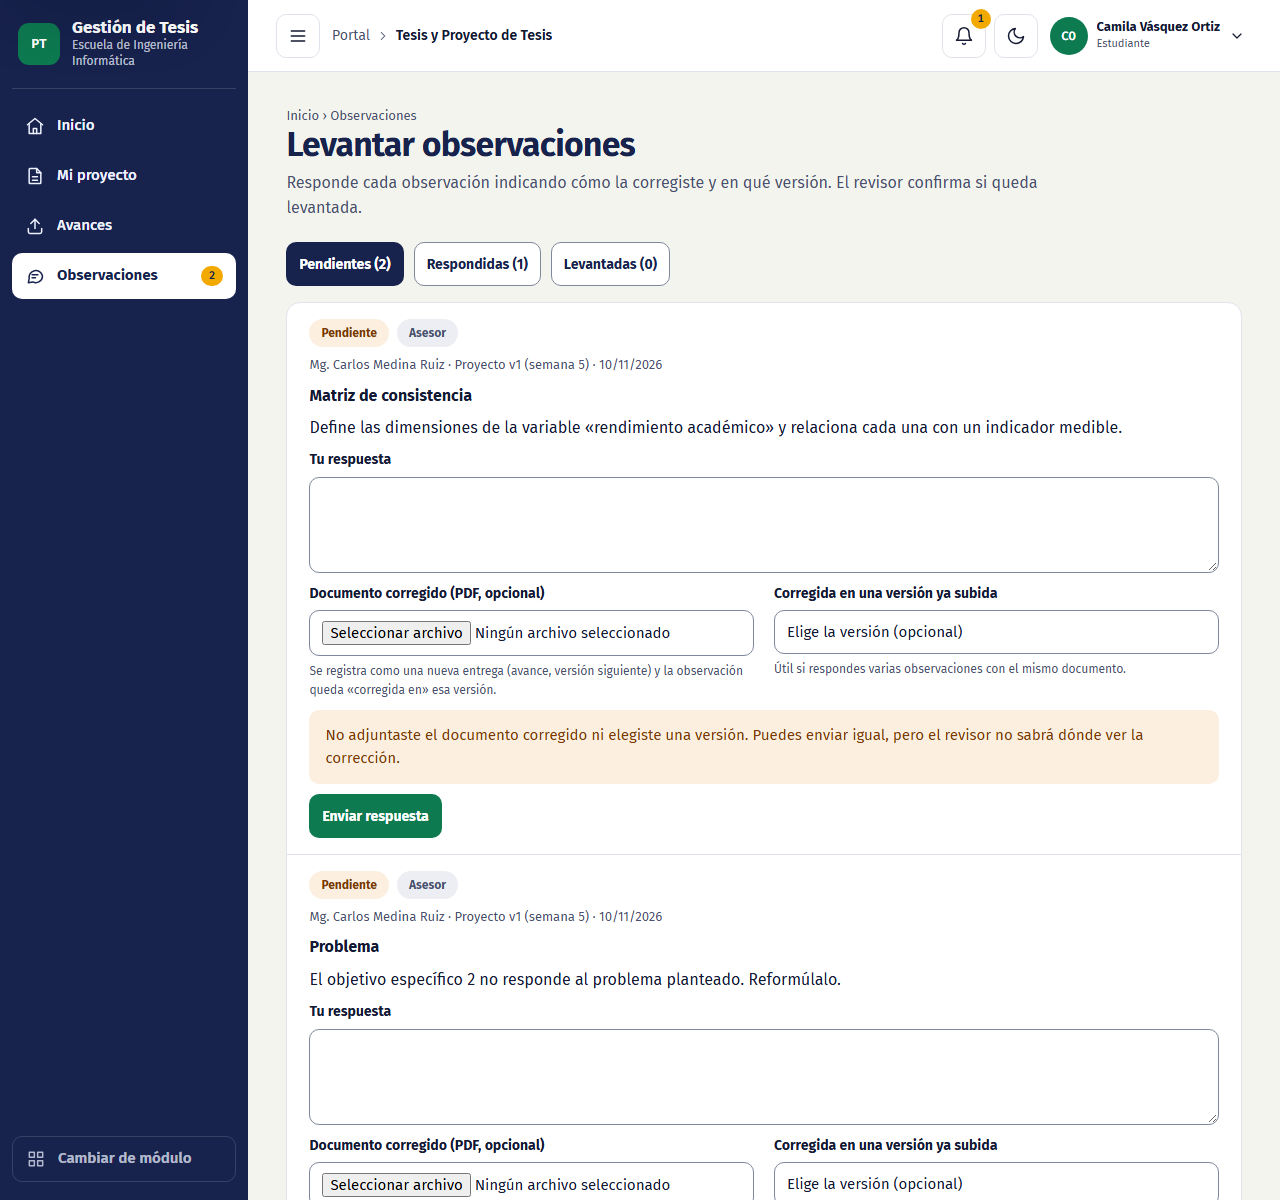 PT
Gestión de Tesis
Escuela de Ingeniería
Informática
Inicio
Mi proyecto
Avances
Observaciones
2
Cambiar de módulo
Portal
Tesis y Proyecto de Tesis
1
CO
Camila Vásquez Ortiz
Estudiante
Inicio › Observaciones
Levantar observaciones
Responde cada observación indicando cómo la corregiste y en qué versión. El revisor confirma si queda
levantada.
Pendientes (2)
Respondidas (1)
Levantadas (0)
Pendiente
Asesor
Mg. Carlos Medina Ruiz · Proyecto v1 (semana 5) · 10/11/2026
Matriz de consistencia
Define las dimensiones de la variable «rendimiento académico» y relaciona cada una con un indicador medible.
Tu respuesta
Documento corregido (PDF, opcional)
Seleccionar archivo Ningún archivo seleccionado
Se registra como una nueva entrega (avance, versión siguiente) y la observación
queda «corregida en» esa versión.
Corregida en una versión ya subida
Elige la versión (opcional)
Útil si respondes varias observaciones con el mismo documento.
No adjuntaste el documento corregido ni elegiste una versión. Puedes enviar igual, pero el revisor no sabrá dónde ver la
corrección.
Enviar respuesta
Pendiente
Asesor
Mg. Carlos Medina Ruiz · Proyecto v1 (semana 5) · 10/11/2026
Problema
El objetivo específico 2 no responde al problema planteado. Reformúlalo.
Tu respuesta
Documento corregido (PDF, opcional)
Seleccionar archivo Ningún archivo seleccionado
Corregida en una versión ya subida
Elige la versión (opcional)